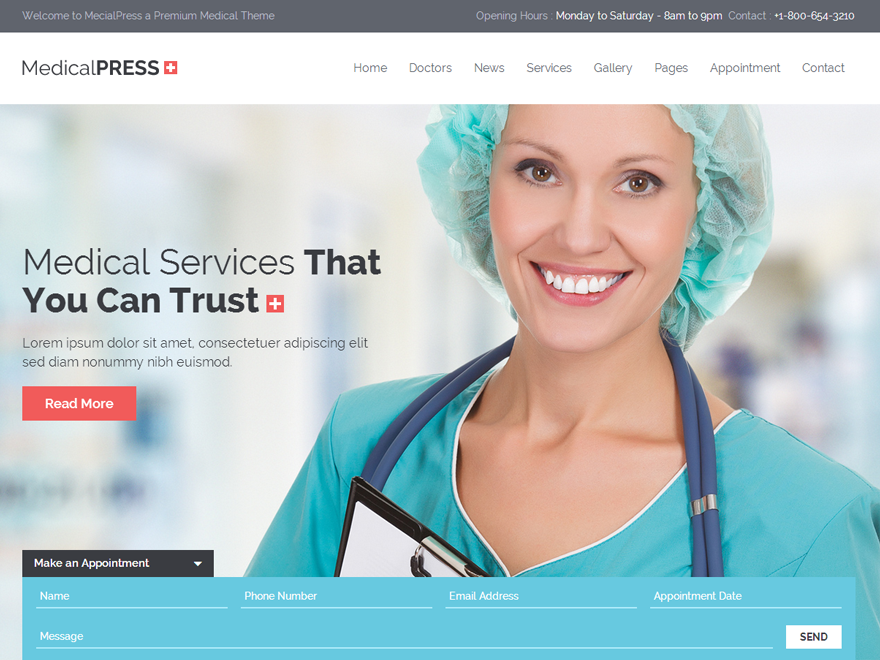 Welcome to MecialPress a Premium Medical Theme
Opening Hours : Monday to Saturday - 8am to 9pm Contact : +1-800-654-3210
MedicalPRESS
Home Doctors News Services Gallery Pages Appointment Contact
Medical Services That
You Can Trust
Lorem ipsum dolor sit amet, consectetuer adipiscing elit
sed diam nonummy nibh euismod.
Read More
Make an Appointment
Name Phone Number Email Address Appointment Date
Message
SEND